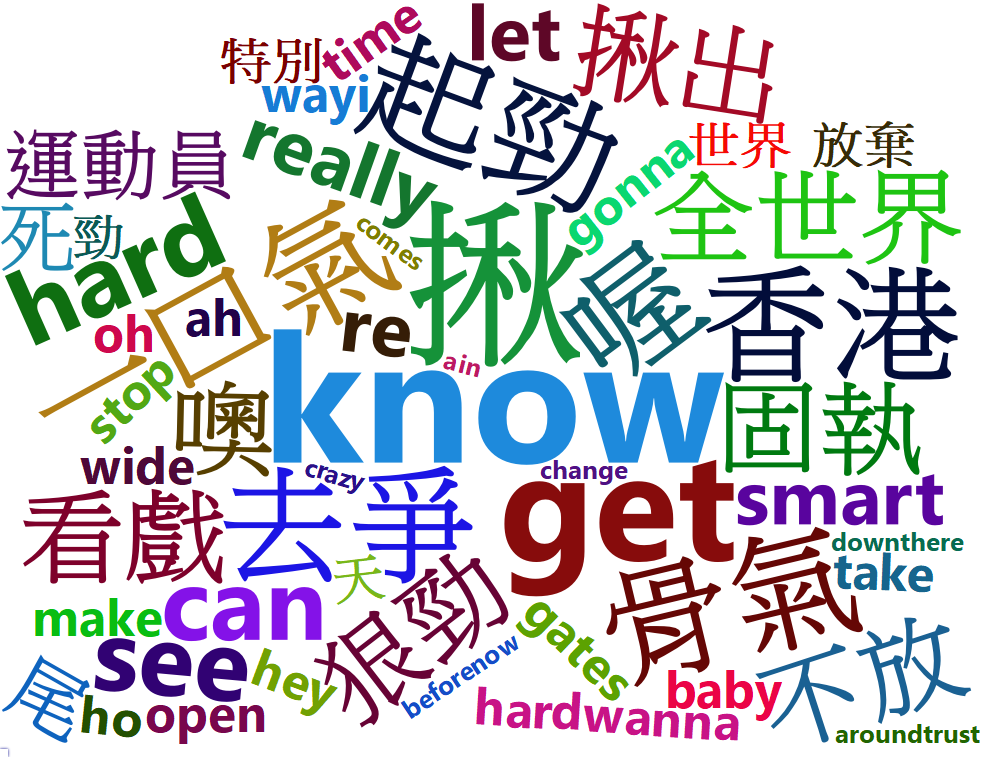 let
time
特別
揪出
wayi
起勁
really
世界
放棄
運動員
gonna
全世界
死
勁
hard
一口氣
comes
揪
喔
香港
oh
ah
re
ain
know
stop
噢
固執
wide
crazy
change
get
smart
看戲
去爭
downthere
take
天
骨氣
make
can
狠勁
gates
see
hey
beforenow
baby
不放
尾
ho
open
hardwanna
aroundtrust